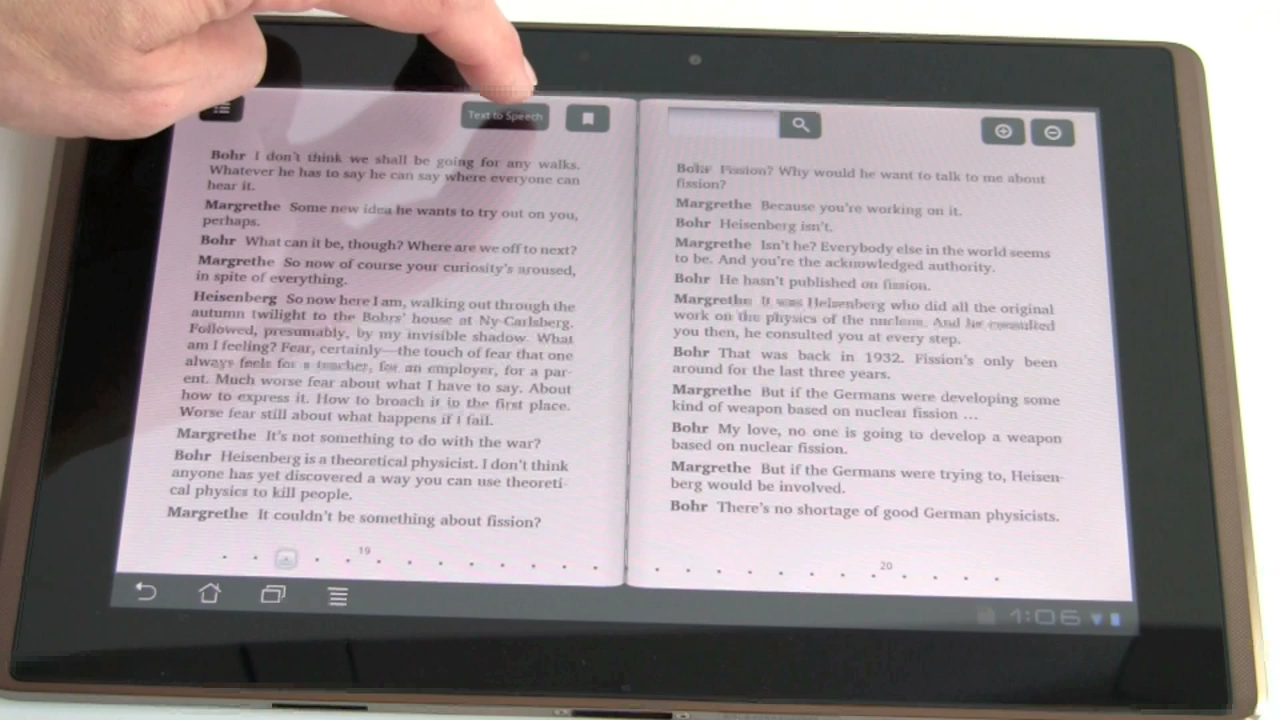 Text to Speech
Bohr I don't think we shall be going for any walks.
Whatever he has to say he can say where everyone can
hear it.
Margrethe Some new idea he wants to try out on you,
perhaps.
Bohr What can it be, though? Where are we off to next?
Margrethe So now of course your curiosity's aroused,
in spite of everything.
Heisenberg So now here I am, walking out through the
autumn twilight to the Bohrs' house at Ny-Carlsberg.
Followed, presumably, by my invisible shadow. What
am I feeling? Fear, certainly—the touch of fear that one
always feels for a teacher, for an employer, for a par-
ent. Much worse fear about what I have to say. About
how to express it. How to broach it in the first place.
Worse fear still about what happens if I fail.
Margrethe It's not something to do with the war?
Bohr Heisenberg is a theoretical physicist. I don't think
anyone has yet discovered a way you can use theoreti-
cal physics to kill people.
Margrethe It couldn't be something about fission?
19
Bohr Fission? Why would he want to talk to me about
fission?
Margrethe Because you're working on it.
Bohr Heisenberg isn't.
Margrethe Isn't he? Everybody else in the world seems
to be. And you're the acknowledged authority.
Bohr He hasn't published on fission.
Margrethe It was Heisenberg who did all the original
work on the physics of the nucleus. And he consulted
you then, he consulted you at every step.
Bohr That was back in 1932. Fission's only been
around for the last three years.
Margrethe But if the Germans were developing some
kind of weapon based on nuclear fission …
Bohr My love, no one is going to develop a weapon
based on nuclear fission.
Margrethe But if the Germans were trying to, Heisen-
berg would be involved.
Bohr There's no shortage of good German physicists.
20
1:06